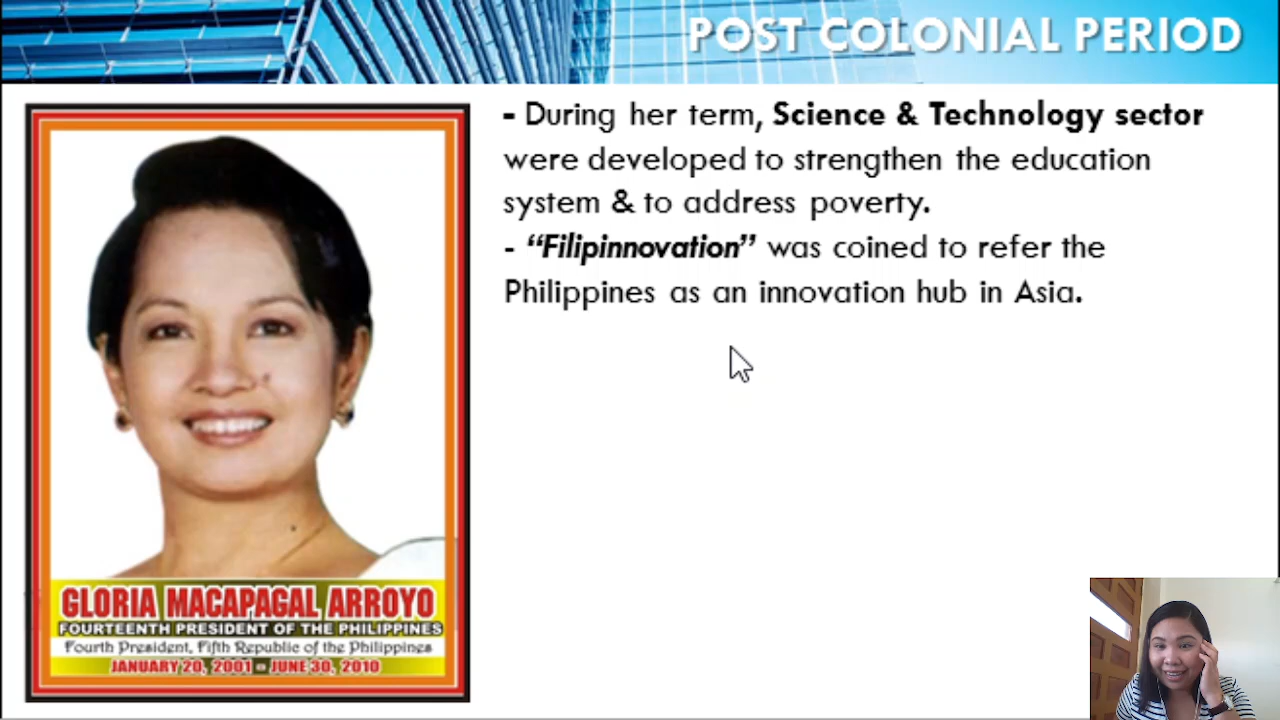 POST COLONIAL PERIOD
- During her term, Science & Technology sector
were developed to strengthen the education
system & to address poverty.
- “Filipinnovation” was coined to refer the
Philippines as an innovation hub in Asia.
GLORIA MACAPAGAL ARROYO
FOURTEENTH PRESIDENT OF THE PHILIPPINES
Fourth President, Fifth Republic of the Philippines
JANUARY 20, 2001 - JUNE 30, 2010